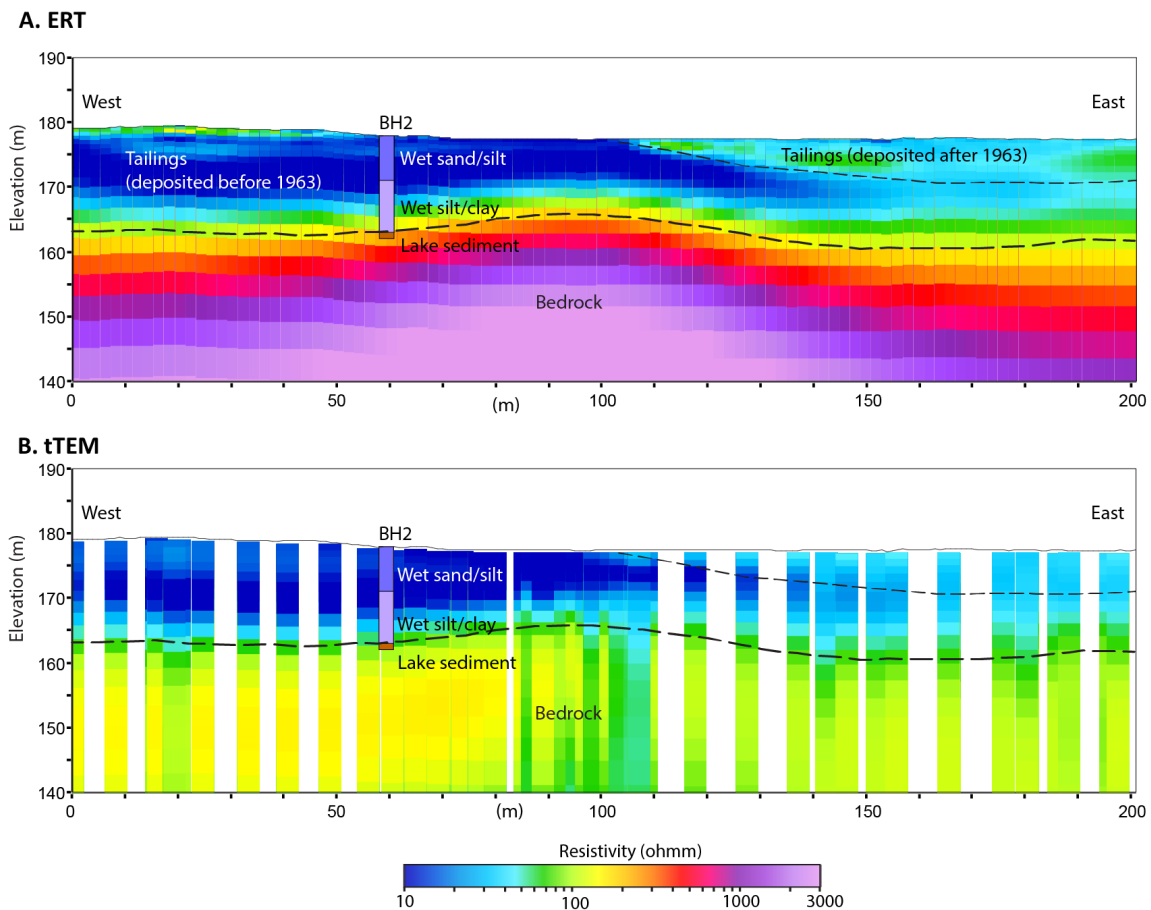 A. ERT
190
180
170
160
150
140
Elevation (m)
West
East
BH2
Tailings
(deposited before 1963)
Wet sand/silt
Tailings (deposited after 1963)
Wet silt/clay
Lake sediment
Bedrock
0
50
(m)
100
150
200
B. tTEM
190
180
170
160
150
140
Elevation (m)
West
East
BH2
Wet sand/silt
Wet silt/clay
Lake sediment
Bedrock
0
50
(m)
100
150
200
Resistivity (ohmm)
10
100
1000
3000